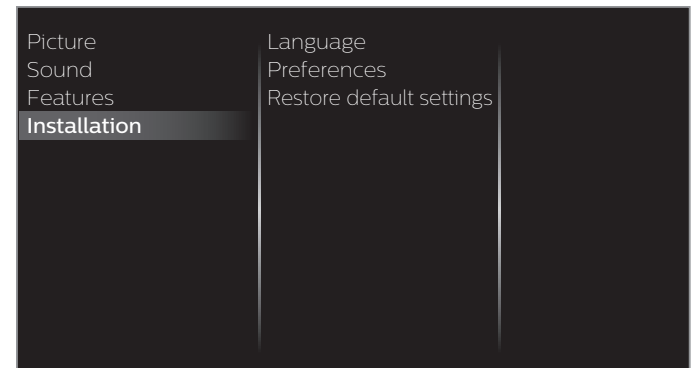 Picture
Sound
Features
Installation
Language
Preferences
Restore default settings